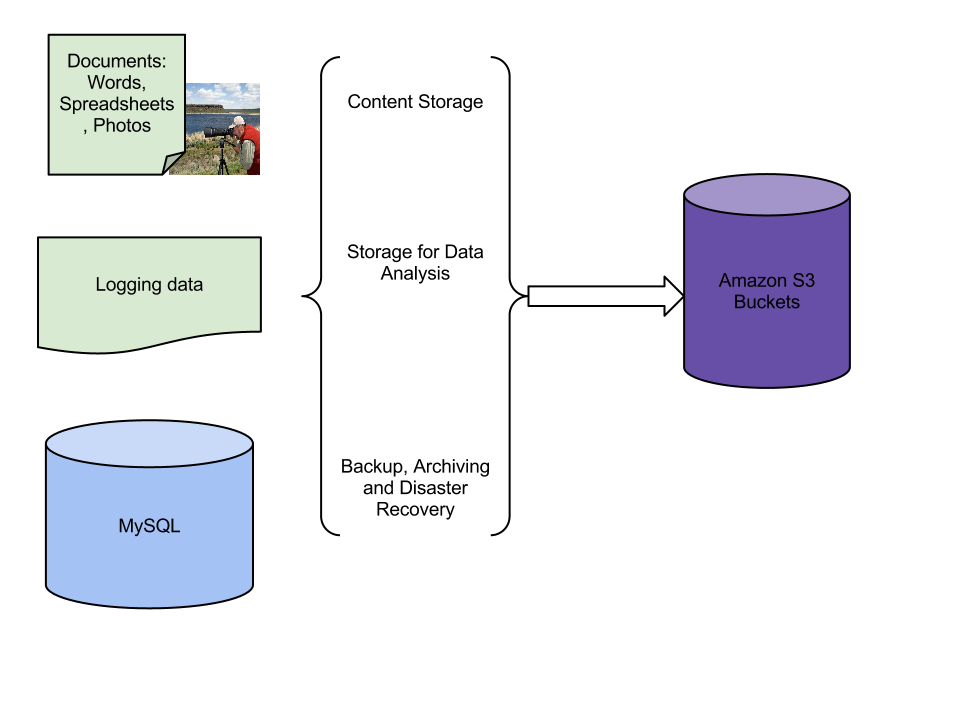 Documents:
Words,
Spreadsheets
, Photos
Content Storage
Storage for Data
Analysis
Logging data
Amazon S3
Buckets
Backup, Archiving
and Disaster
Recovery
MySQL